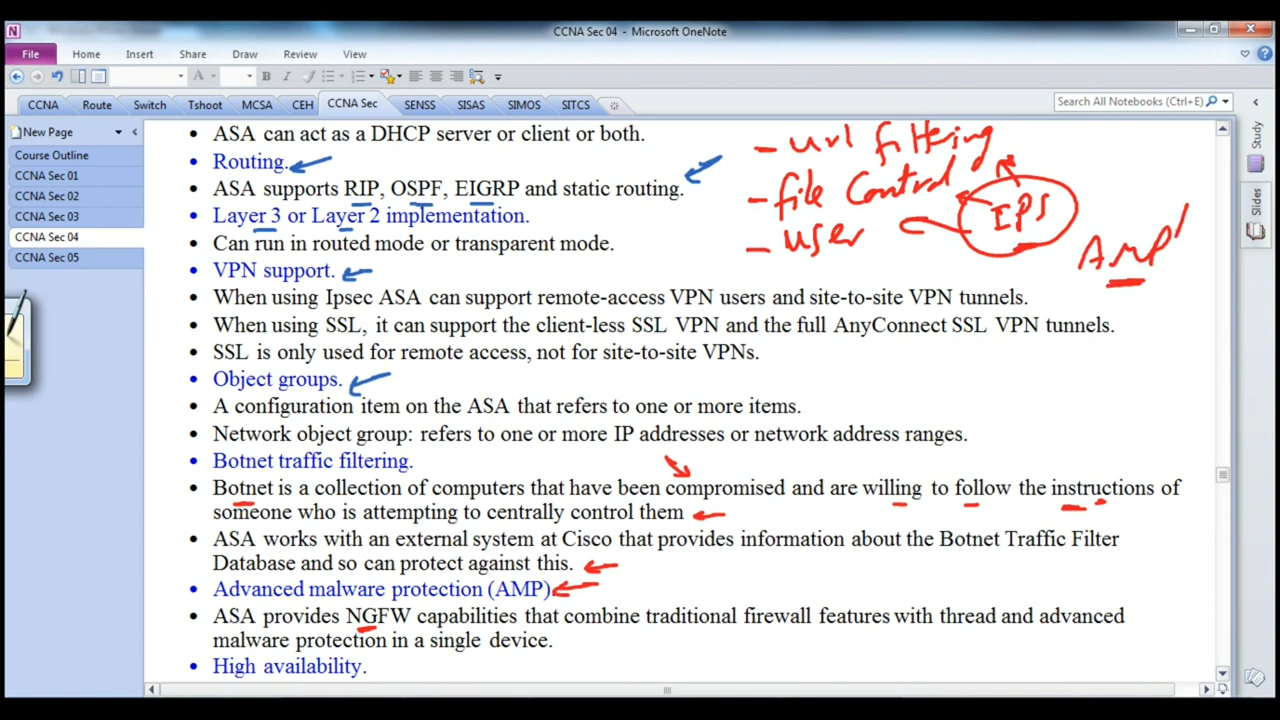 CCNA Sec 04 - Microsoft OneNote
File Home Insert Share Draw Review View
CCNA Route Switch Tshoot MCSA CEH CCNA Sec SENSS SISAS SIMOS SITCS
Search All Notebooks (Ctrl+E)
New Page
Course Outline
CCNA Sec 01
CCNA Sec 02
CCNA Sec 03
CCNA Sec 04
CCNA Sec 05
Study
Slides
• ASA can act as a DHCP server or client or both.
• Routing.
• ASA supports RIP, OSPF, EIGRP and static routing.
• Layer 3 or Layer 2 implementation.
• Can run in routed mode or transparent mode.
• VPN support.
• When using Ipsec ASA can support remote-access VPN users and site-to-site VPN tunnels.
• When using SSL, it can support the client-less SSL VPN and the full AnyConnect SSL VPN tunnels.
• SSL is only used for remote access, not for site-to-site VPNs.
• Object groups.
• A configuration item on the ASA that refers to one or more items.
• Network object group: refers to one or more IP addresses or network address ranges.
• Botnet traffic filtering.
• Botnet is a collection of computers that have been compromised and are willing to follow the instructions of
someone who is attempting to centrally control them
• ASA works with an external system at Cisco that provides information about the Botnet Traffic Filter
Database and so can protect against this.
• Advanced malware protection (AMP)
• ASA provides NGFW capabilities that combine traditional firewall features with thread and advanced
malware protection in a single device.
• High availability.
- url filtering
- file Control
- user
IPS
AMP